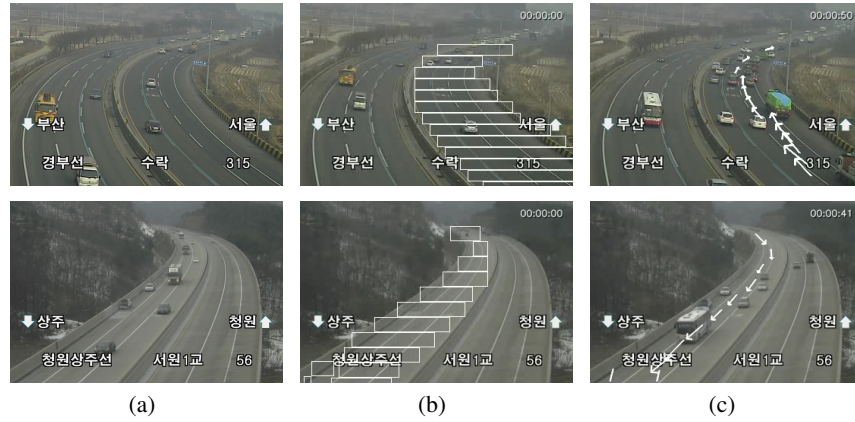 부산 서울
경부선 수락 315
00:00:00
부산 서울
경부선 수락 315
00:00:50
부산 서울
경부선 수락 315
상주 청원
청원상주선 서원1교 56
00:00:00
상주 청원
청원상주선 서원1교 56
00:00:41
상주 청원
청원상주선 서원1교 56
(a) (b) (c)